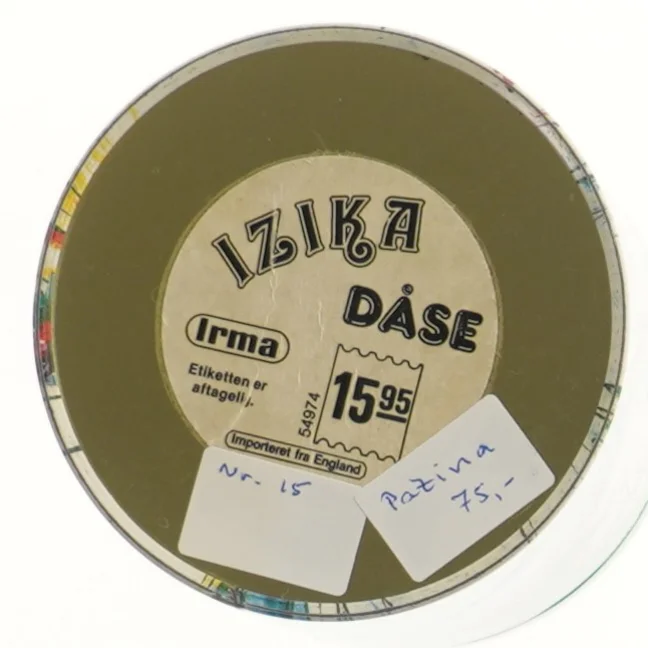 IZIKA
DÅSE
Irma
Etiketten er
aftagelig.
54974
15 95
Importeret fra England
Nr. 15
Patina
75,-